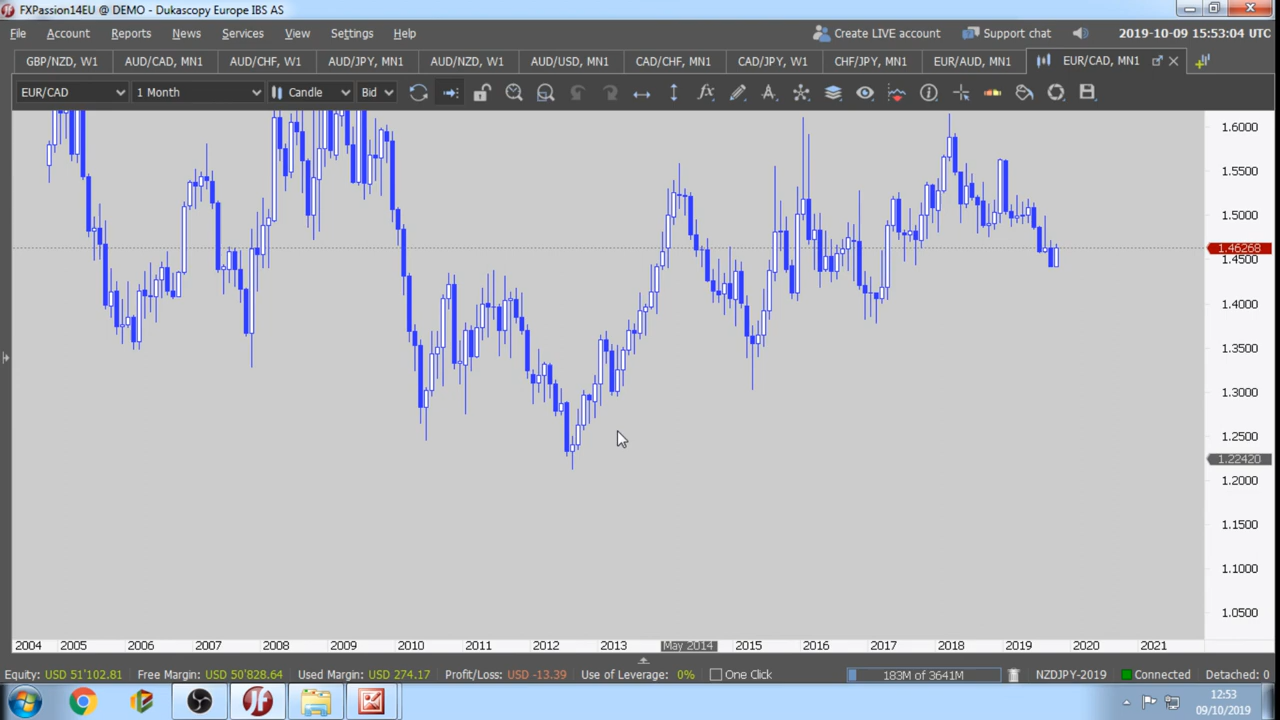 FXPassion14EU @ DEMO - Dukascopy Europe IBS AS
File Account Reports News Services View Settings Help Create LIVE account Support chat 2019-10-09 15:53:04 UTC
GBP/NZD, W1 AUD/CAD, MN1 AUD/CHF, W1 AUD/JPY, MN1 AUD/NZD, W1 AUD/USD, MN1 CAD/CHF, MN1 CAD/JPY, W1 CHF/JPY, MN1 EUR/AUD, MN1 EUR/CAD, MN1
EUR/CAD 1 Month Candle Bid
1.6000
1.5500
1.5000
1.46268
1.4500
1.4000
1.3500
1.3000
1.2500
1.22420
1.2000
1.1500
1.1000
1.0500
2004 2005 2006 2007 2008 2009 2010 2011 2012 2013 May 2014 2015 2016 2017 2018 2019 2020 2021
Equity: USD 51'102.81 Free Margin: USD 50'828.64 Used Margin: USD 274.17 Profit/Loss: USD -13.39 Use of Leverage: 0% One Click 183M of 3641M NZDJPY-2019 Connected Detached: 0
12:53
09/10/2019